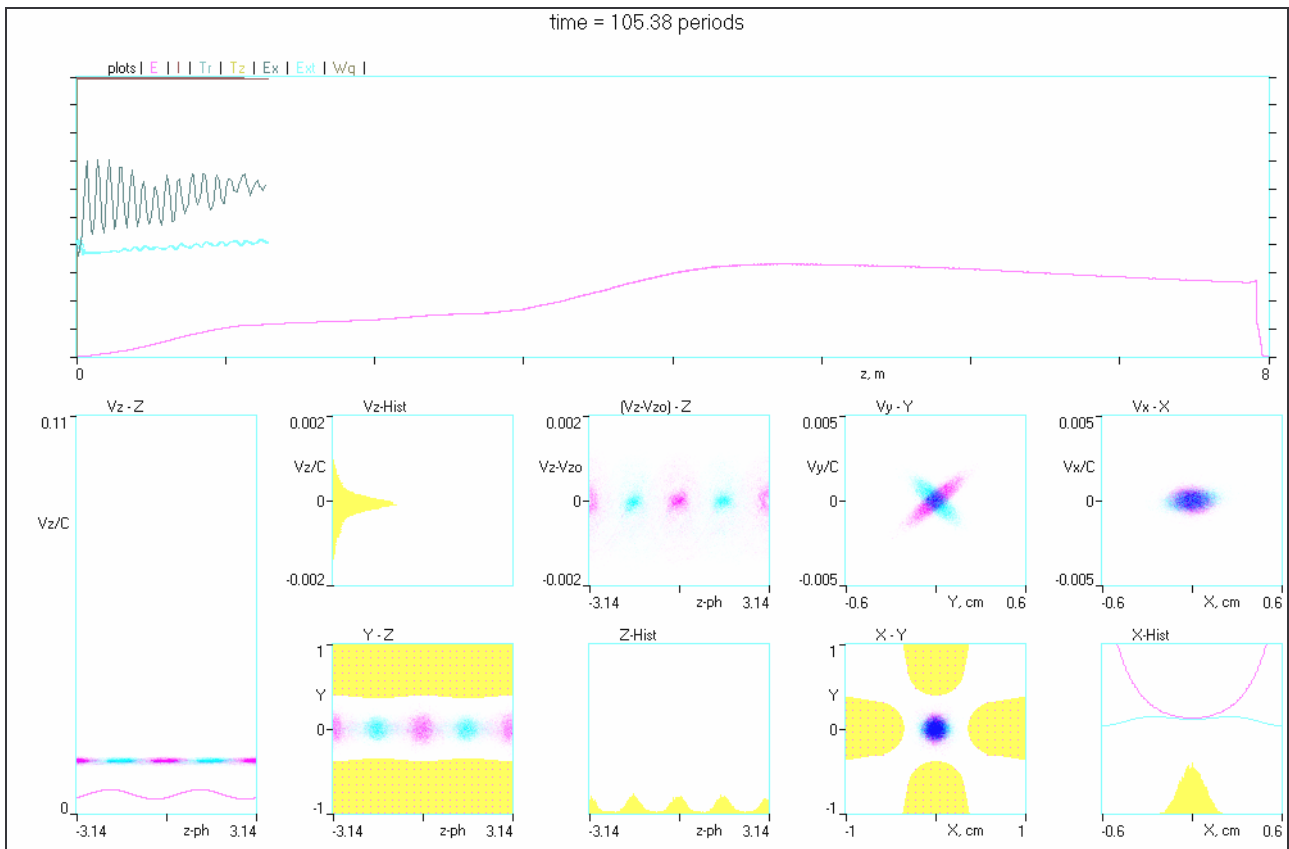 time = 105.38 periods
plots | E | I | Tr | Tz | Ex | Ext | Wq |
0 z, m 8
Vz - Z
0.11
Vz/C
0
-3.14 z-ph 3.14
Vz-Hist
0.002
Vz/C
0
-0.002
(Vz-Vzo) - Z
0.002
Vz-Vzo
0
-0.002
-3.14 z-ph 3.14
Vy - Y
0.005
Vy/C
0
-0.005
-0.6 Y, cm 0.6
Vx - X
0.005
Vx/C
0
-0.005
-0.6 X, cm 0.6
Y - Z
1
Y
0
-1
-3.14 z-ph 3.14
Z-Hist
-3.14 z-ph 3.14
X - Y
1
Y
0
-1
-1 X, cm 1
X-Hist
-0.6 X, cm 0.6